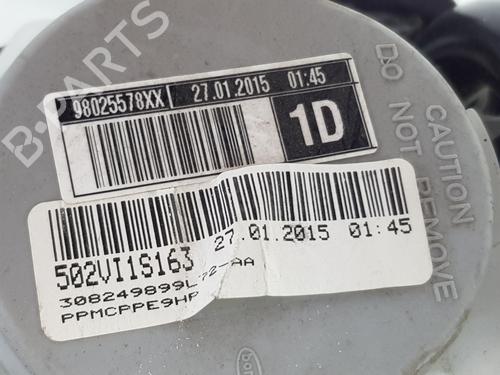 98025578XX 27.01.2015 01:45
1D
CAUTION
DO NOT REMOVE
502VI1S163 27.01.2015 01:45
308249899L72-AA
PPMCPPE9HP
B-PARTS